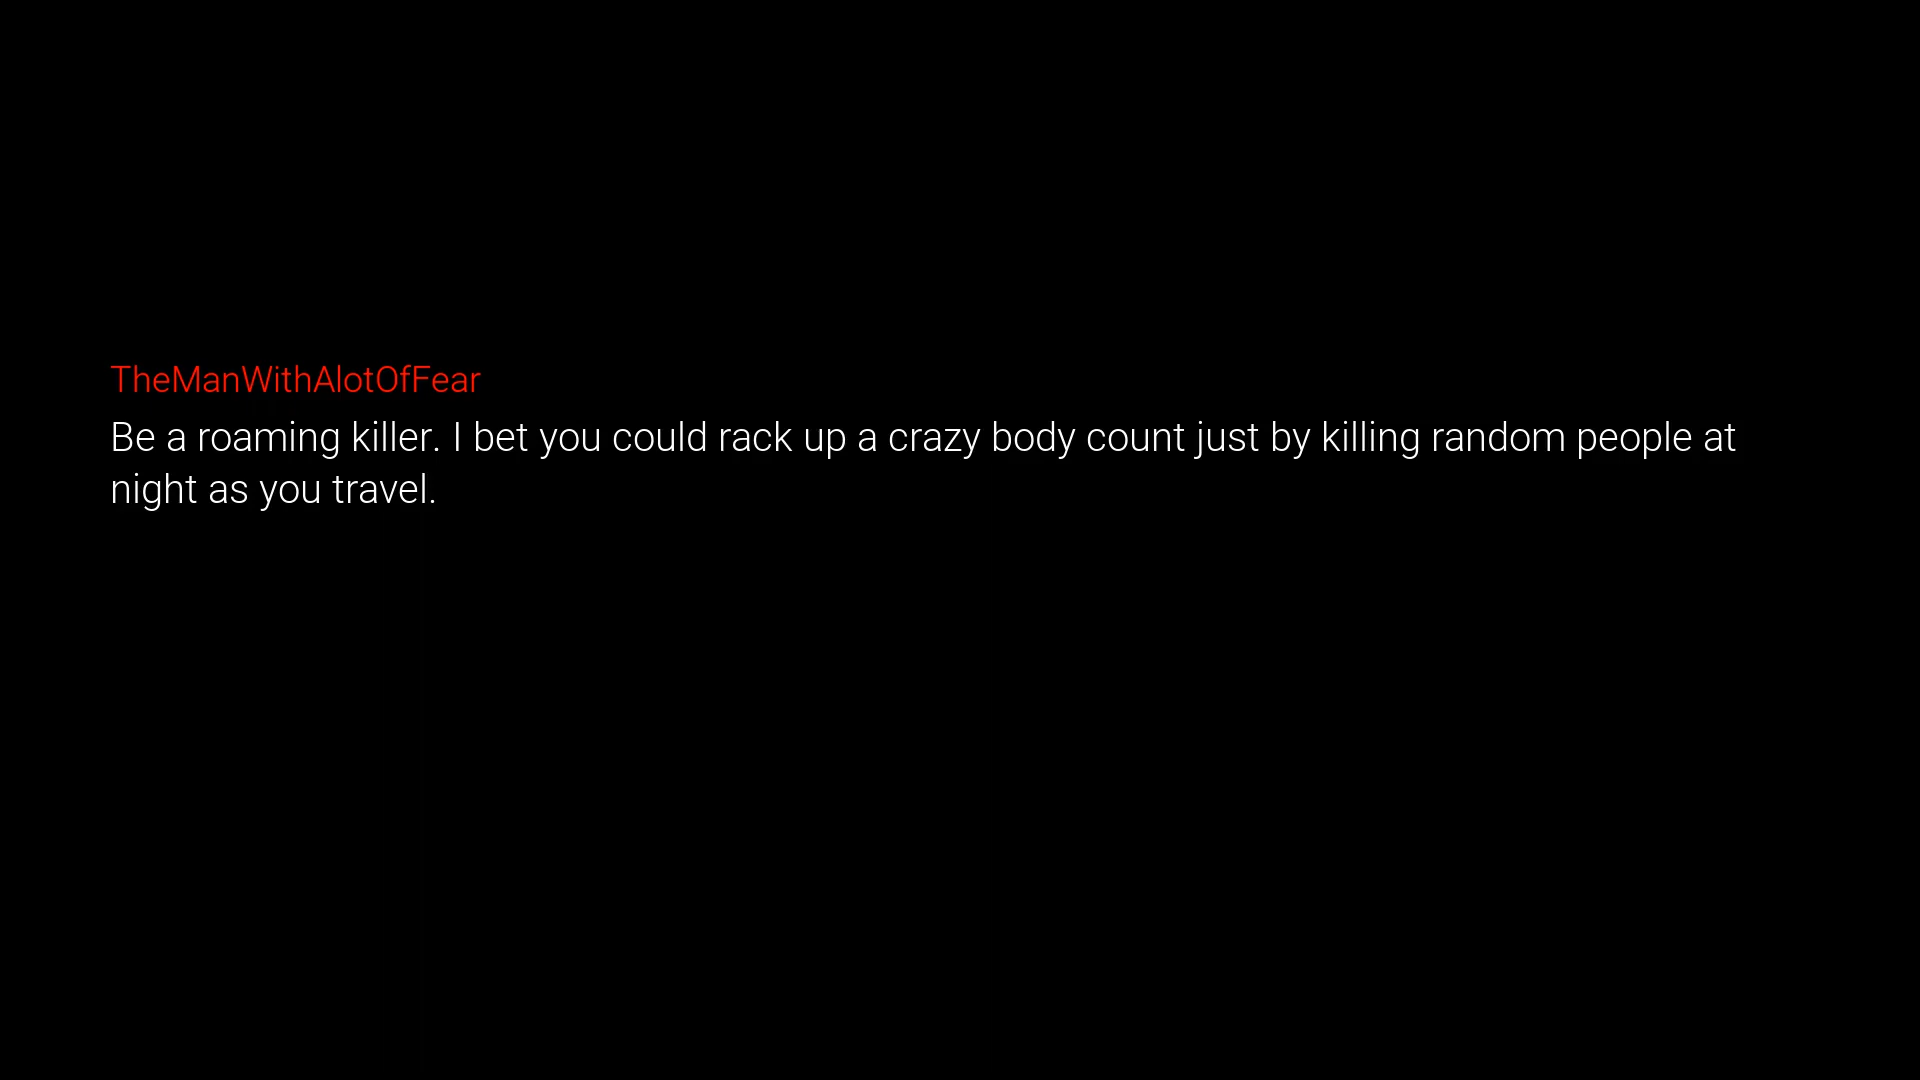 TheManWithAlotOfFear
Be a roaming killer. I bet you could rack up a crazy body count just by killing random people at
night as you travel.